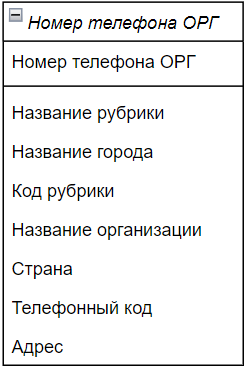 Номер телефона ОРГ
Номер телефона ОРГ
Название рубрики
Название города
Код рубрики
Название организации
Страна
Телефонный код
Адрес